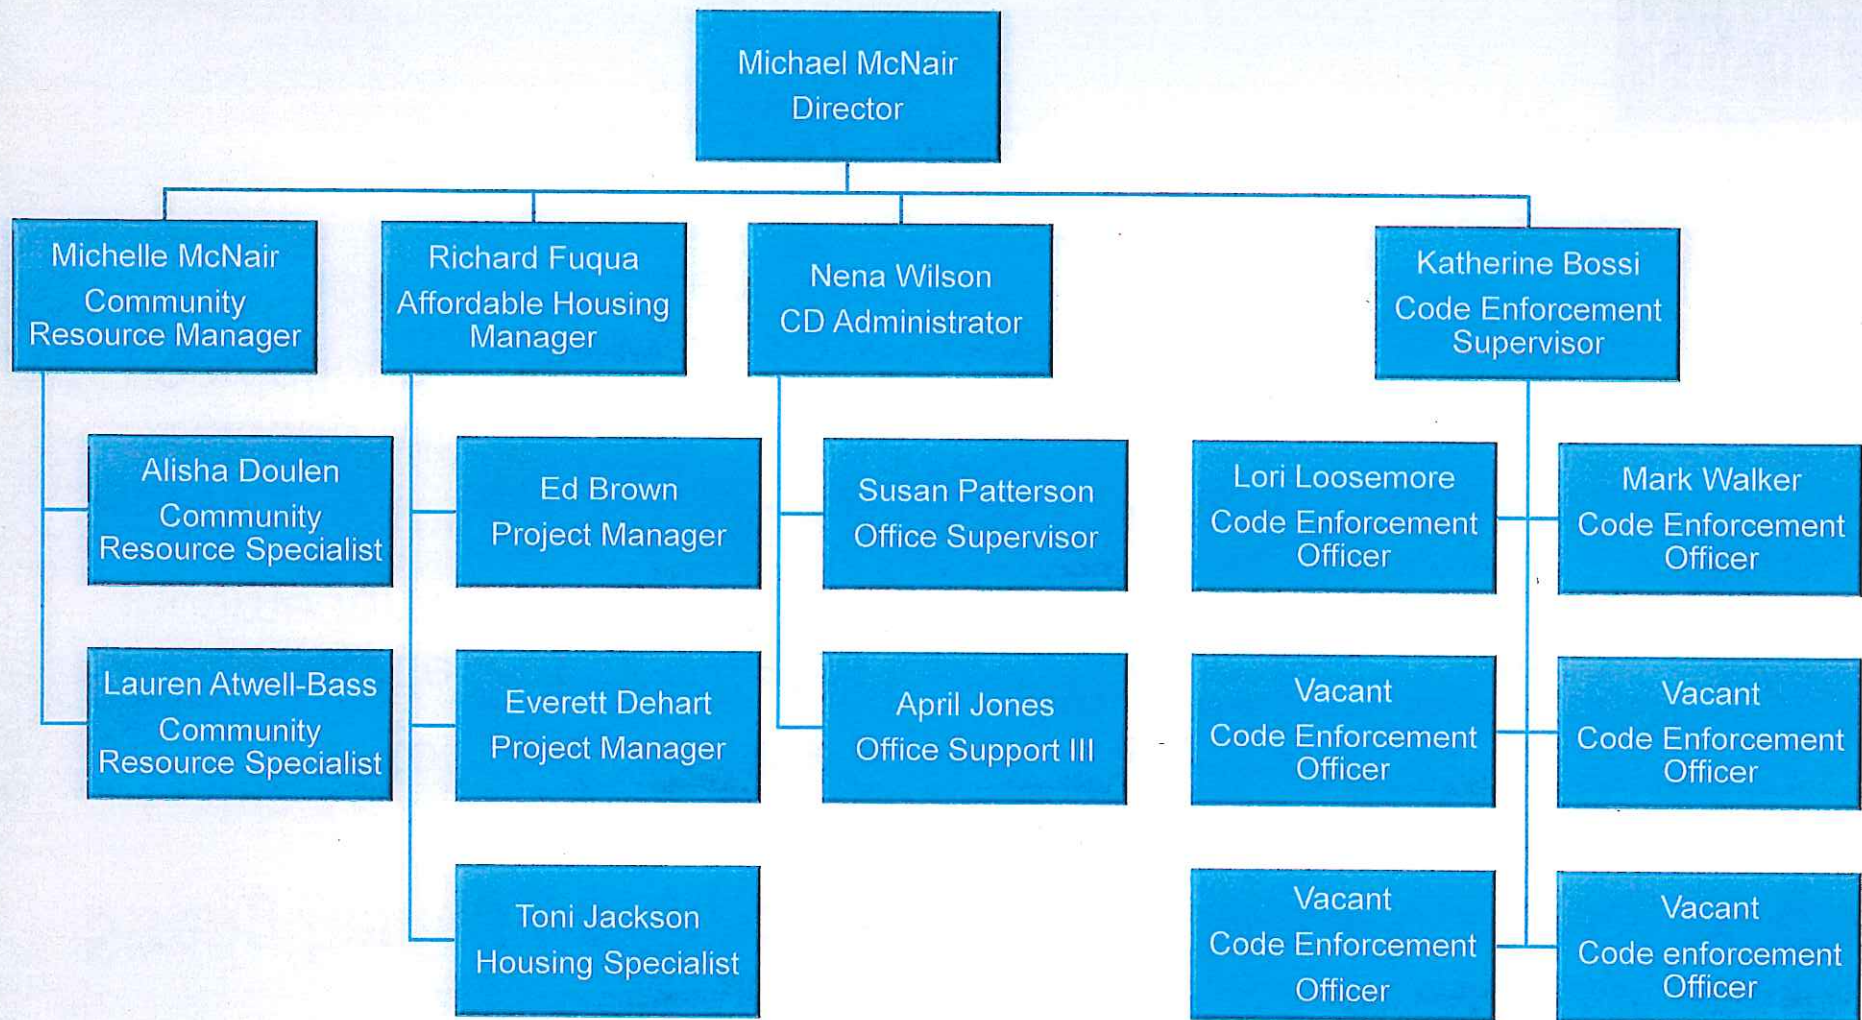 Michael McNair
Director
Michelle McNair
Community
Resource Manager
Richard Fuqua
Affordable Housing
Manager
Nena Wilson
CD Administrator
Katherine Bossi
Code Enforcement
Supervisor
Alisha Doulen
Community
Resource Specialist
Lauren Atwell-Bass
Community
Resource Specialist
Ed Brown
Project Manager
Everett Dehart
Project Manager
Toni Jackson
Housing Specialist
Susan Patterson
Office Supervisor
April Jones
Office Support III
Lori Loosemore
Code Enforcement
Officer
Mark Walker
Code Enforcement
Officer
Vacant
Code Enforcement
Officer
Vacant
Code Enforcement
Officer
Vacant
Code Enforcement
Officer
Vacant
Code enforcement
Officer